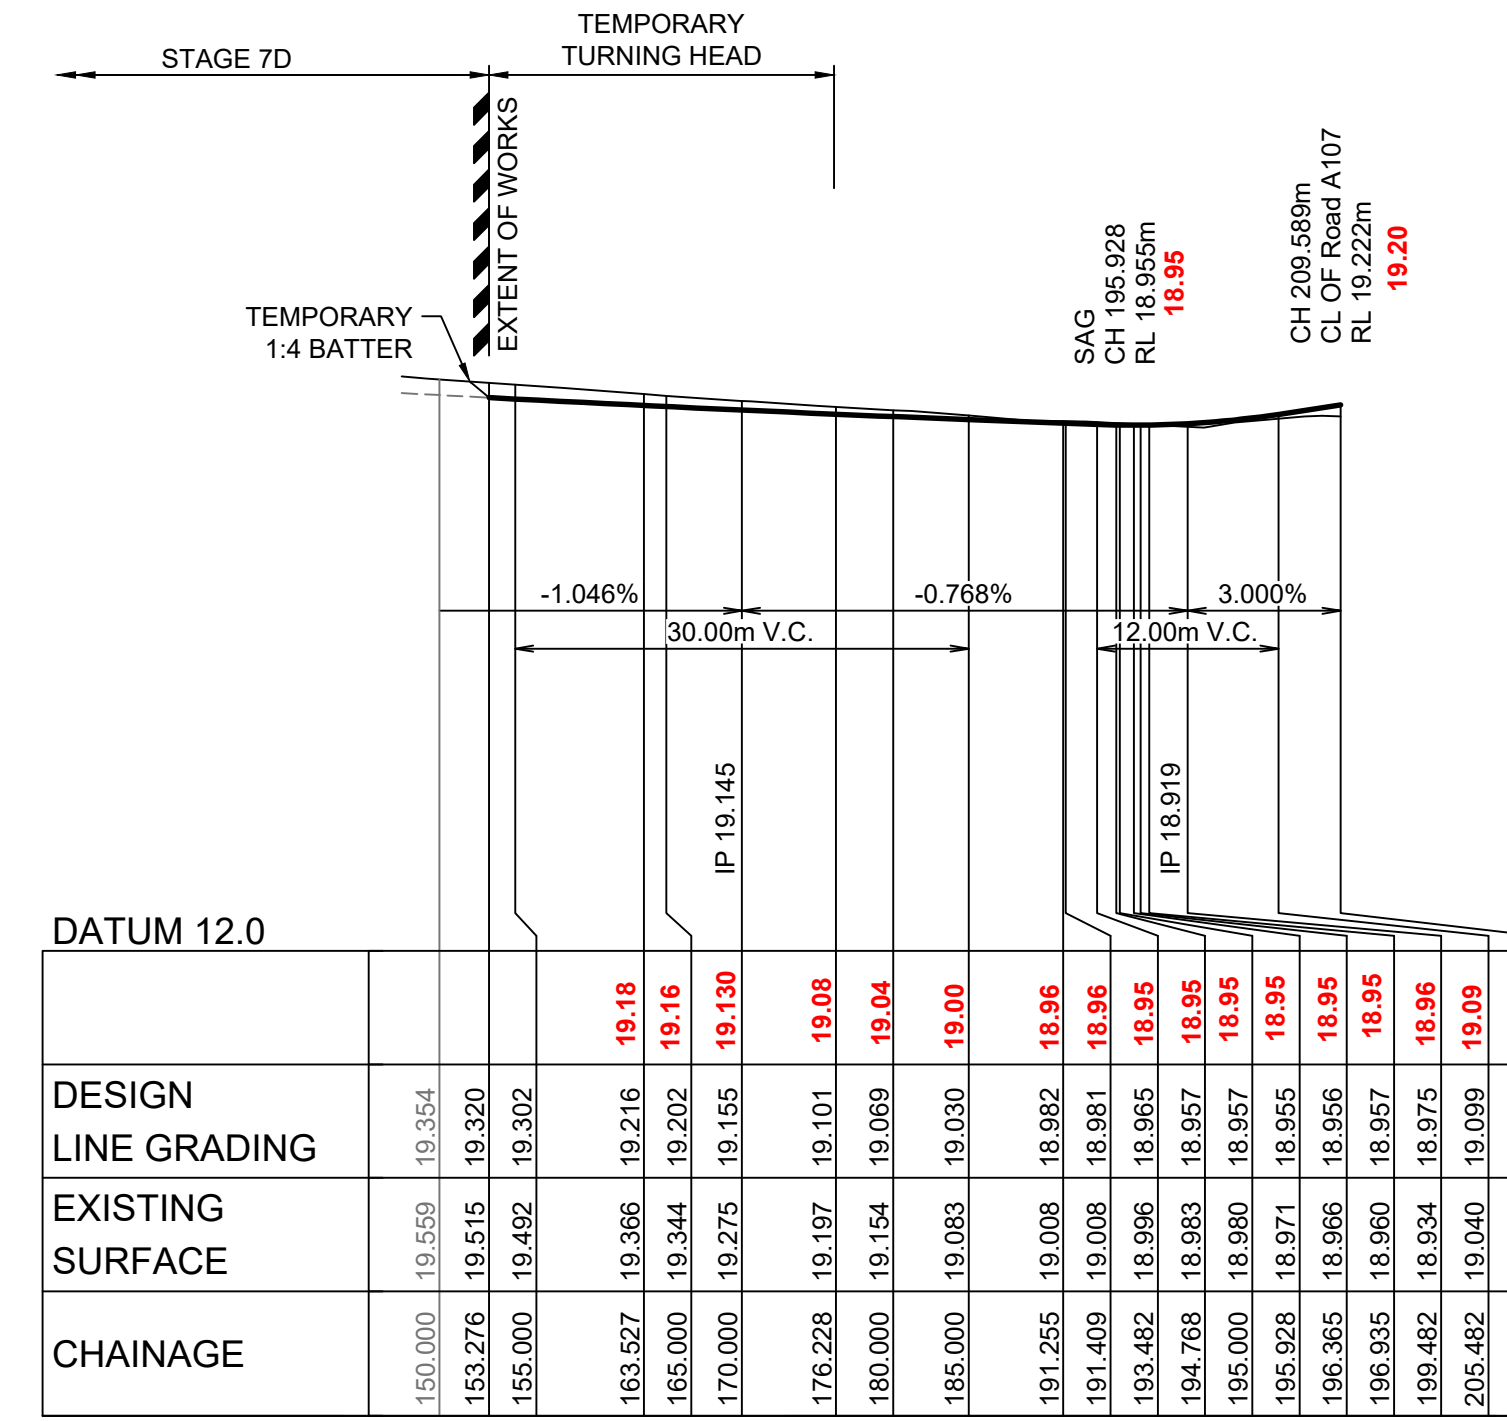 STAGE 7D
TEMPORARY
TURNING HEAD
EXTENT OF WORKS
TEMPORARY
1:4 BATTER
SAG
CH 195.928
RL 18.955m
18.95
CH 209.589m
CL OF Road A107
RL 19.222m
19.20
-1.046%
-0.768%
3.000%
30.00m V.C.
12.00m V.C.
IP 19.145
IP 18.919
DATUM 12.0
19.18 19.16 19.130 19.08 19.04 19.00 18.96 18.96 18.95 18.95 18.95 18.95 18.95 18.95 18.96 19.09
DESIGN
LINE GRADING
19.354 19.320 19.302 19.216 19.202 19.155 19.101 19.069 19.030 18.982 18.981 18.965 18.957 18.957 18.955 18.956 18.957 18.975 19.099
EXISTING
SURFACE
19.559 19.515 19.492 19.366 19.344 19.275 19.197 19.154 19.083 19.008 19.008 18.996 18.983 18.980 18.971 18.966 18.960 18.934 19.040
CHAINAGE
150.000 153.276 155.000 163.527 165.000 170.000 176.228 180.000 185.000 191.255 191.409 193.482 194.768 195.000 195.928 196.365 196.935 199.482 205.482